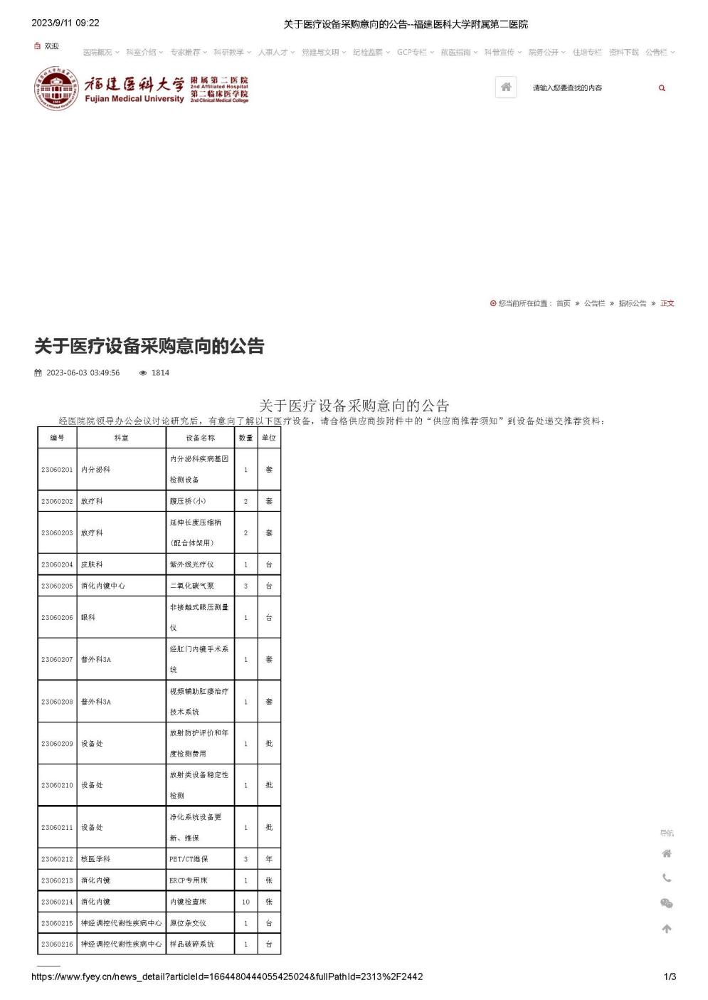 2023/9/11 09:22
关于医疗设备采购意向的公告--福建医科大学附属第二医院
欢迎
医院概况 科室介绍 专家推荐 科研教学 人事人才 党建与文明 纪检监察 GCP专栏 就医指南 科普宣传 院务公开 住培专栏 资料下载 公告栏
福建医科大学 附属第二医院
2nd Affiliated Hospital
Fujian Medical University 第二临床医学院
2nd Clinical Medical College
请输入您要查找的内容
您当前所在位置： 首页 » 公告栏 » 招标公告 » 正文
关于医疗设备采购意向的公告
2023-06-03 03:49:56 1814
关于医疗设备采购意向的公告
经医院院领导办公会议讨论研究后，有意向了解以下医疗设备，请合格供应商按附件中的“供应商推荐须知”到设备处递交推荐资料：
编号 科室 设备名称 数量 单位
23060201 内分泌科 内分泌科疾病基因
检测设备 1 套
23060202 放疗科 腹压桥(小) 2 套
23060203 放疗科 延伸长度压缩柄
(配合体架用) 2 套
23060204 皮肤科 紫外线光疗仪 1 台
23060205 消化内镜中心 二氧化碳气泵 3 台
23060206 眼科 非接触式眼压测量
仪 1 台
23060207 普外科3A 经肛门内镜手术系
统 1 套
23060208 普外科3A 视频辅助肛瘘治疗
技术系统 1 套
23060209 设备处 放射防护评价和年
度检测费用 1 批
23060210 设备处 放射类设备稳定性
检测 1 批
23060211 设备处 净化系统设备更
新、维保 1 批
23060212 核医学科 PET/CT维保 3 年
23060213 消化内镜 ERCP专用床 1 张
23060214 消化内镜 内镜检查床 10 张
23060215 神经调控代谢性疾病中心 原位杂交仪 1 台
23060216 神经调控代谢性疾病中心 样品破碎系统 1 台
导航
https://www.fyey.cn/news_detail?articleId=1664480444055425024&fullPathId=2313%2F2442
1/3